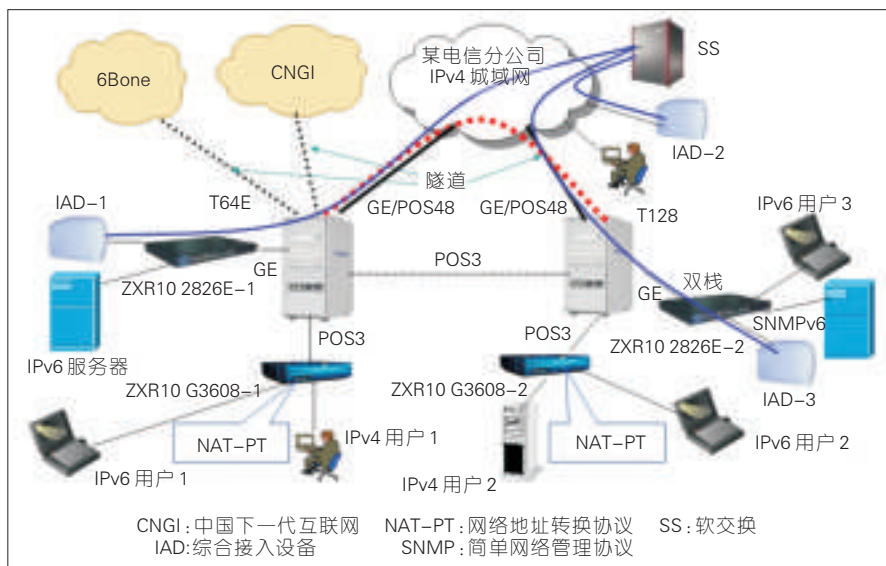 6Bone
CNGI
某电信分公司
IPv4 城域网
SS
IAD-2
隧道
IAD-1
T64E
GE/POS48
GE/POS48
T128
IPv6 用户 3
GE
ZXR10 2826E-1
POS3
GE
双栈
SNMPv6
IPv6 服务器
POS3
POS3
ZXR10 2826E-2
ZXR10 G3608-1
ZXR10 G3608-2
IAD-3
NAT-PT
IPv4 用户 1
NAT-PT
IPv6 用户 2
IPv6 用户 1
IPv4 用户 2
CNGI:中国下一代互联网 NAT-PT:网络地址转换协议 SS:软交换
IAD:综合接入设备 SNMP:简单网络管理协议